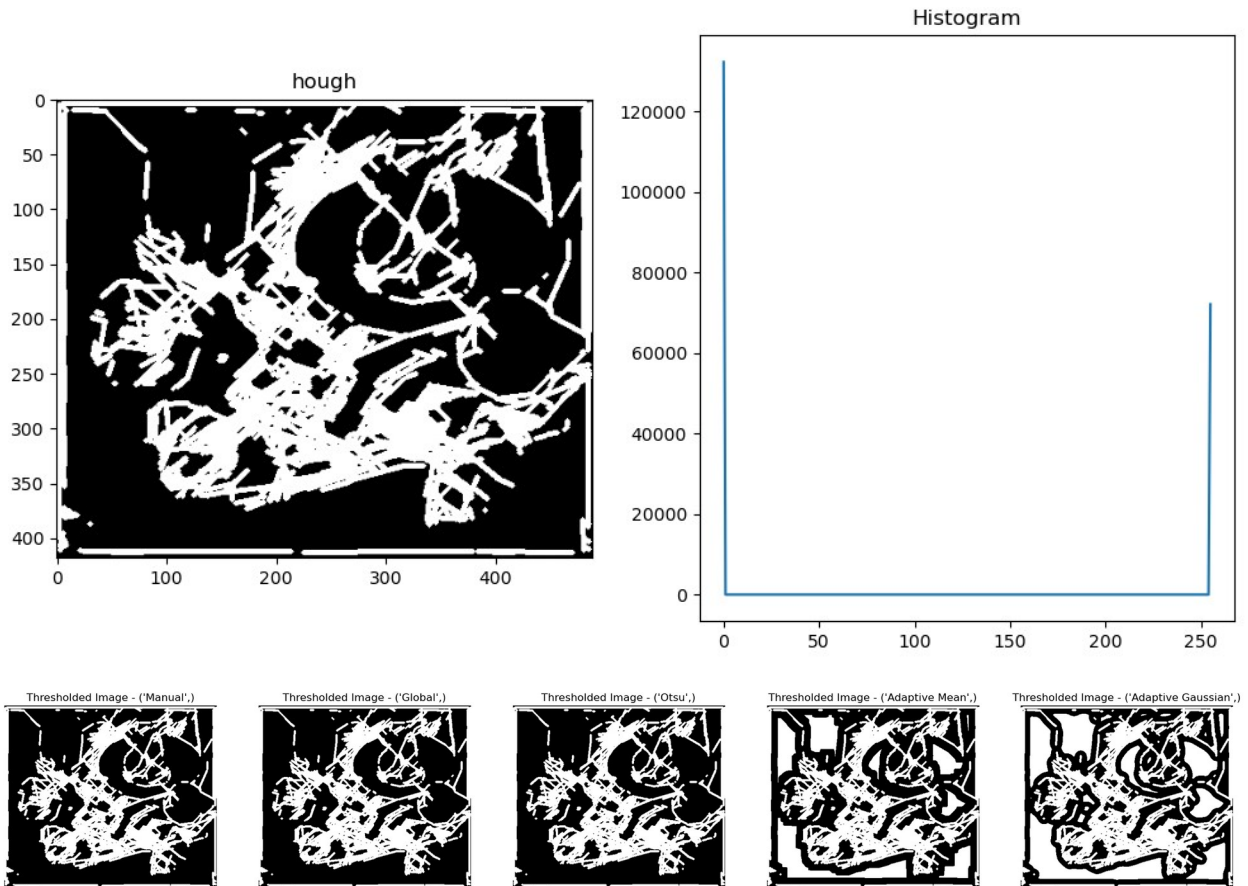 Histogram
hough
0
50
100
150
200
250
300
350
400
0 100 200 300 400
120000
100000
80000
60000
40000
20000
0
0 50 100 150 200 250
Thresholded Image - ('Manual',)
Thresholded Image - ('Global',)
Thresholded Image - ('Otsu',)
Thresholded Image - ('Adaptive Mean',)
Thresholded Image - ('Adaptive Gaussian',)